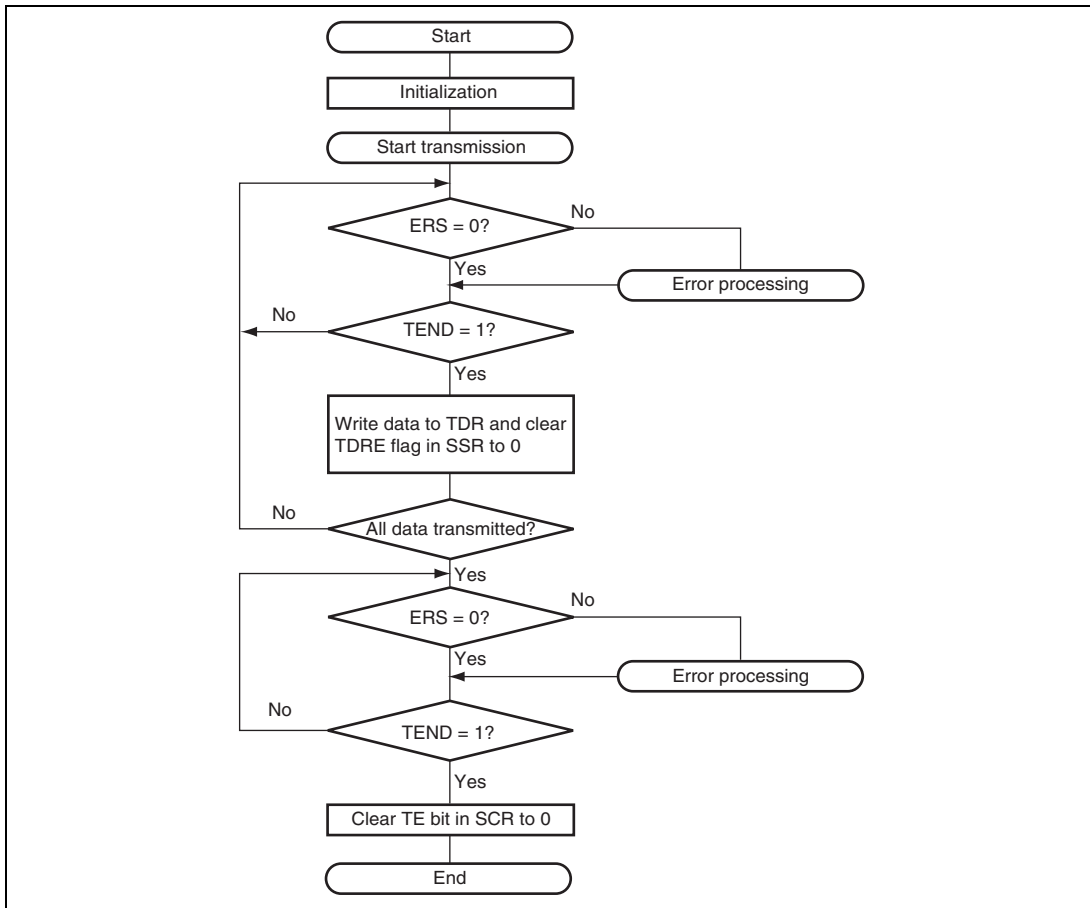 Start
Initialization
Start transmission
ERS = 0?
No
Yes
Error processing
No
TEND = 1?
Yes
Write data to TDR and clear
TDRE flag in SSR to 0
No
All data transmitted?
Yes
ERS = 0?
No
Yes
Error processing
No
TEND = 1?
Yes
Clear TE bit in SCR to 0
End